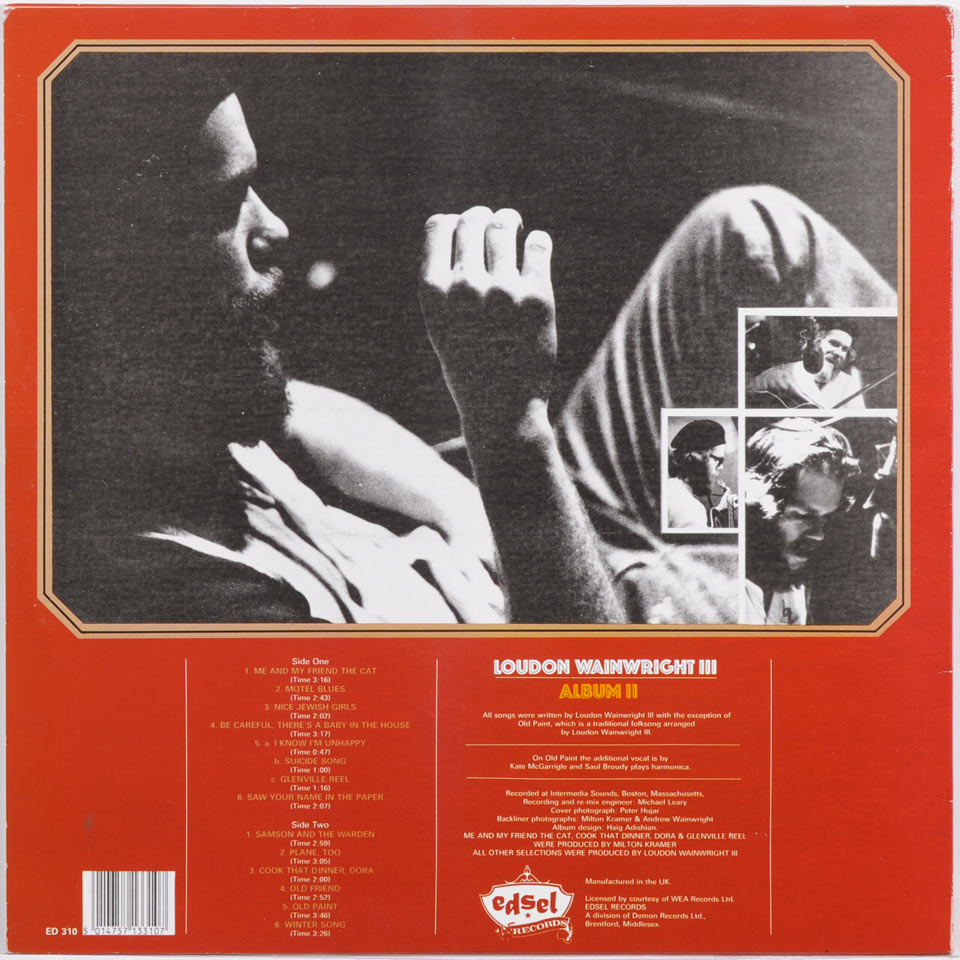 Side One
1. ME AND MY FRIEND THE CAT
(Time 3:16)
2. MOTEL BLUES
(Time 2:43)
3. NICE JEWISH GIRLS
(Time 2:02)
4. BE CAREFUL, THERE'S A BABY IN THE HOUSE
(Time 3:17)
5. a. I KNOW I'M UNHAPPY
(Time 0:47)
b. SUICIDE SONG
(Time 1:00)
c. GLENVILLE REEL
(Time 1:16)
6. SAW YOUR NAME IN THE PAPER
(Time 2:07)
Side Two
1. SAMSON AND THE WARDEN
(Time 2:59)
2. PLANE, TOO
(Time 3:05)
3. COOK THAT DINNER, DORA
(Time 2:00)
4. OLD FRIEND
(Time 2:52)
5. OLD PAINT
(Time 3:46)
6. WINTER SONG
(Time 3:26)
LOUDON WAINWRIGHT III
ALBUM II
All songs were written by Loudon Wainwright III with the exception of
Old Paint, which is a traditional folksong arranged
by Loudon Wainwright III.
On Old Paint the additional vocal is by
Kate McGarrigle and Saul Broudy plays harmonica.
Recorded at Intermedia Sounds, Boston, Massachusetts,
Recording and re-mix engineer: Michael Leary
Cover photograph: Peter Hujar
Backliner photographs: Milton Kramer & Andrew Wainwright
Album design: Haig Adishian.
ME AND MY FRIEND THE CAT, COOK THAT DINNER, DORA & GLENVILLE REEL
WERE PRODUCED BY MILTON KRAMER
ALL OTHER SELECTIONS WERE PRODUCED BY LOUDON WAINWRIGHT III
edsel
RECORDS
Manufactured in the UK.
Licensed by courtesy of WEA Records Ltd.
EDSEL RECORDS
A division of Demon Records Ltd.,
Brentford, Middlesex.
ED 310
5 014757 133107